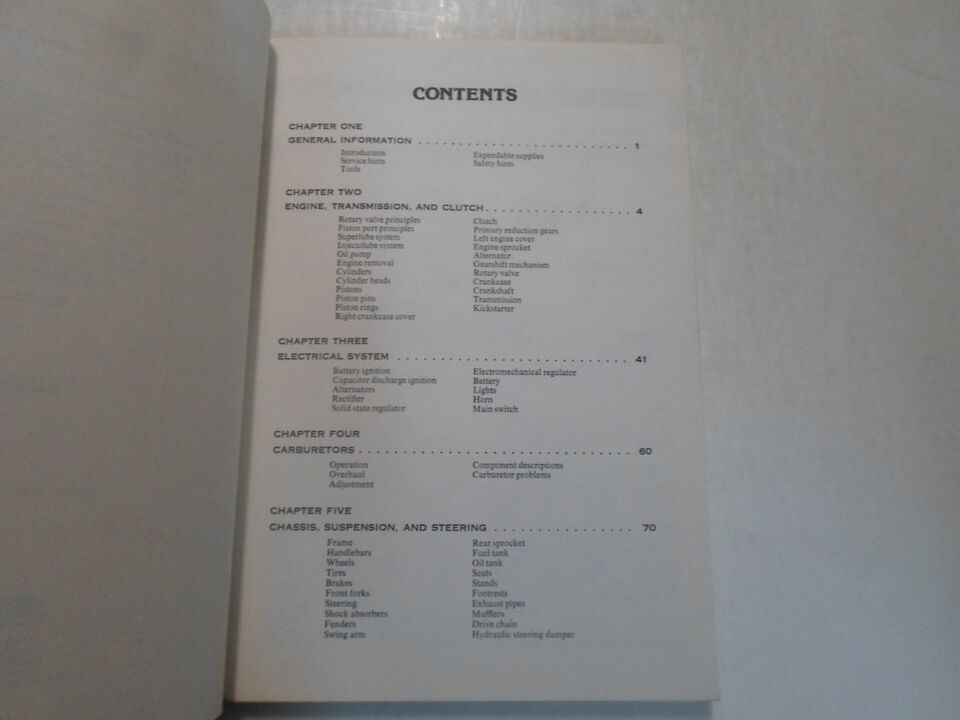 CONTENTS
CHAPTER ONE
GENERAL INFORMATION . . . . . . . . . . . . . . . . . . . . . . . . . . 1
Introduction
Service hints
Tools
Expendable supplies
Safety hints
CHAPTER TWO
ENGINE, TRANSMISSION, AND CLUTCH . . . . . . . . . . . . . . . . . 4
Rotary valve principles
Piston port principles
Superlube system
Injectolube system
Oil pump
Engine removal
Cylinders
Cylinder heads
Pistons
Piston pins
Piston rings
Right crankcase cover
Clutch
Primary reduction gears
Left engine cover
Engine sprocket
Alternator
Gearshift mechanism
Rotary valve
Crankcase
Crankshaft
Transmission
Kickstarter
CHAPTER THREE
ELECTRICAL SYSTEM . . . . . . . . . . . . . . . . . . . . . . . . . . 41
Battery ignition
Capacitor discharge ignition
Alternators
Rectifier
Solid state regulator
Electromechanical regulator
Battery
Lights
Horn
Main switch
CHAPTER FOUR
CARBURETORS . . . . . . . . . . . . . . . . . . . . . . . . . . . . . 60
Operation
Overhaul
Adjustment
Component descriptions
Carburetor problems
CHAPTER FIVE
CHASSIS, SUSPENSION, AND STEERING . . . . . . . . . . . . . . . . 70
Frame
Handlebars
Wheels
Tires
Brakes
Front forks
Steering
Shock absorbers
Fenders
Swing arm
Rear sprocket
Fuel tank
Oil tank
Seats
Stands
Footrests
Exhaust pipes
Mufflers
Drive chain
Hydraulic steering damper